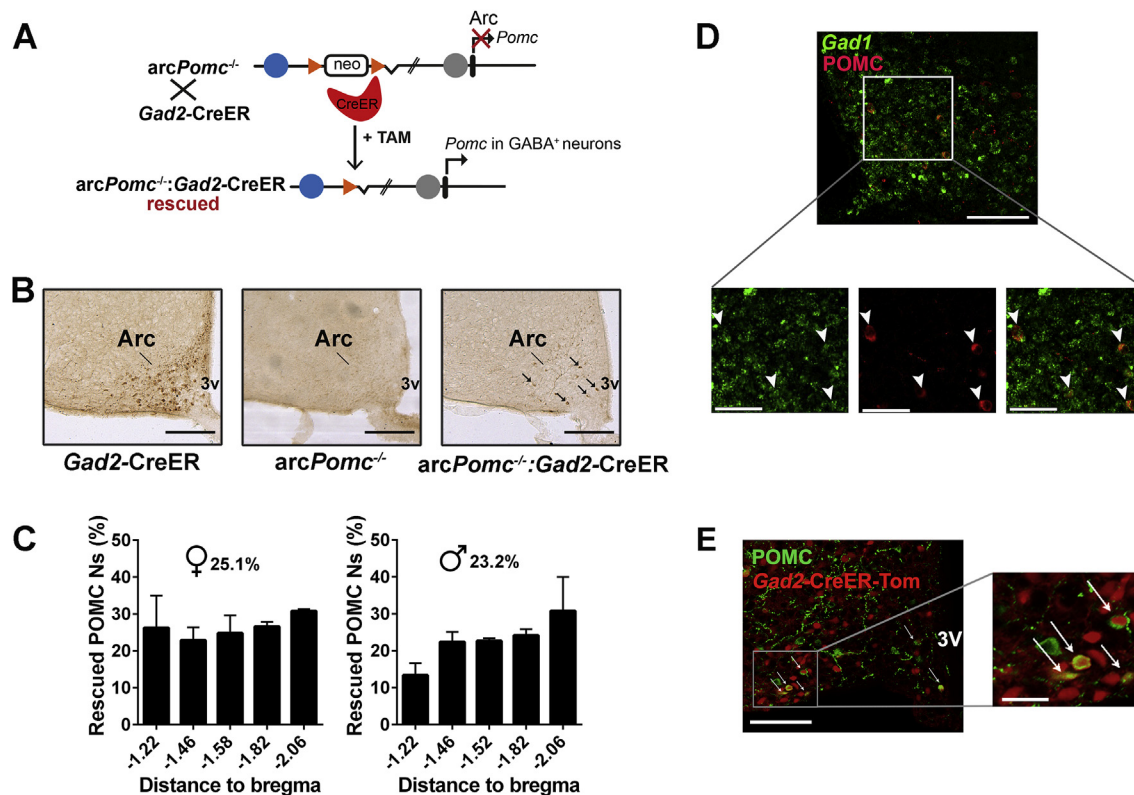 A
Arc
Pomc
neo
arcPomc-/-
Gad2-CreER
CreER
+ TAM
Pomc in GABA+ neurons
arcPomc-/-:Gad2-CreER
rescued
B
Arc
3v
Gad2-CreER
Arc
3v
arcPomc-/-
Arc
3v
arcPomc-/-:Gad2-CreER
C
Rescued POMC Ns (%)
50
40
30
20
10
0
♀ 25.1%
-1.22
-1.46
-1.58
-1.82
-2.06
Distance to bregma
Rescued POMC Ns (%)
50
40
30
20
10
0
♂ 23.2%
-1.22
-1.46
-1.52
-1.82
-2.06
Distance to bregma
D
Gad1
POMC
E
POMC
Gad2-CreER-Tom
3V